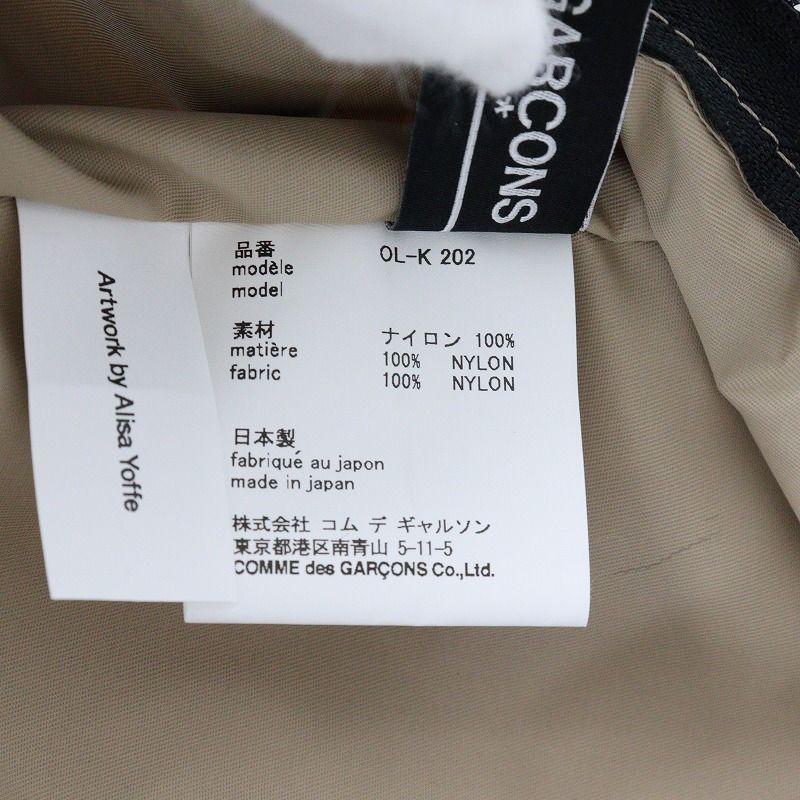 GARCONS
*
品番 OL-K 202
modèle
model
素材 ナイロン 100%
matière 100% NYLON
fabric 100% NYLON
日本製
fabriqué au japon
made in japan
株式会社 コム デ ギャルソン
東京都港区南青山 5-11-5
COMME des GARÇONS Co.,Ltd.
Artwork by Alisa Yoffe